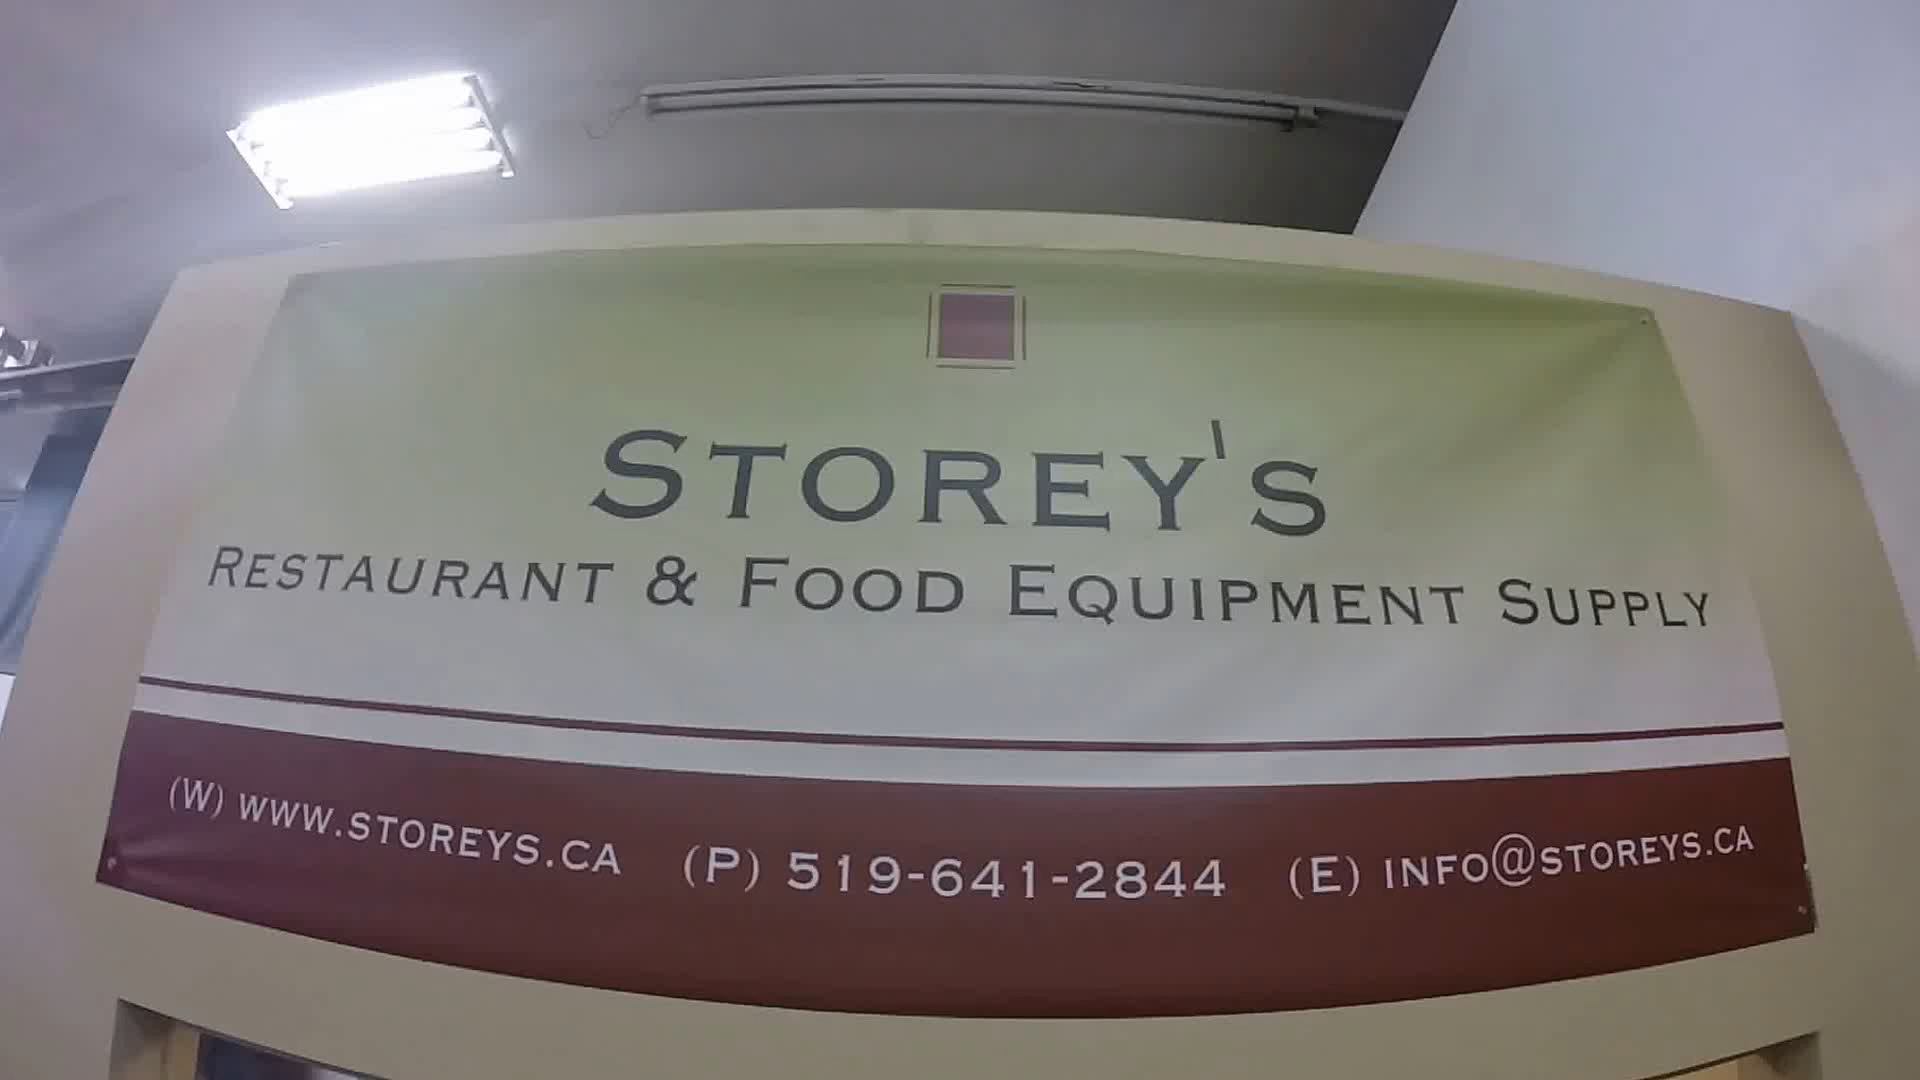 STOREY'S
RESTAURANT & FOOD EQUIPMENT SUPPLY
(W) WWW.STOREYS.CA (P) 519-641-2844 (E) INFO@STOREYS.CA